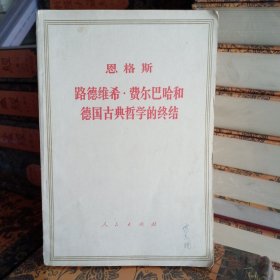 恩格斯
路德维希·费尔巴哈和
德国古典哲学的终结
人民出版社